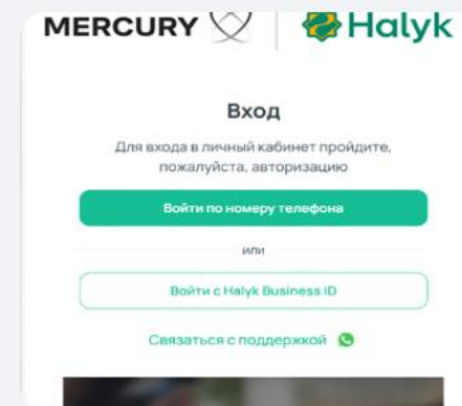 MERCURY Halyk
Вход
Для входа в личный кабинет пройдите,
пожалуйста, авторизацию
Войти по номеру телефона
или
Войти с Halyk Business ID
Связаться с поддержкой